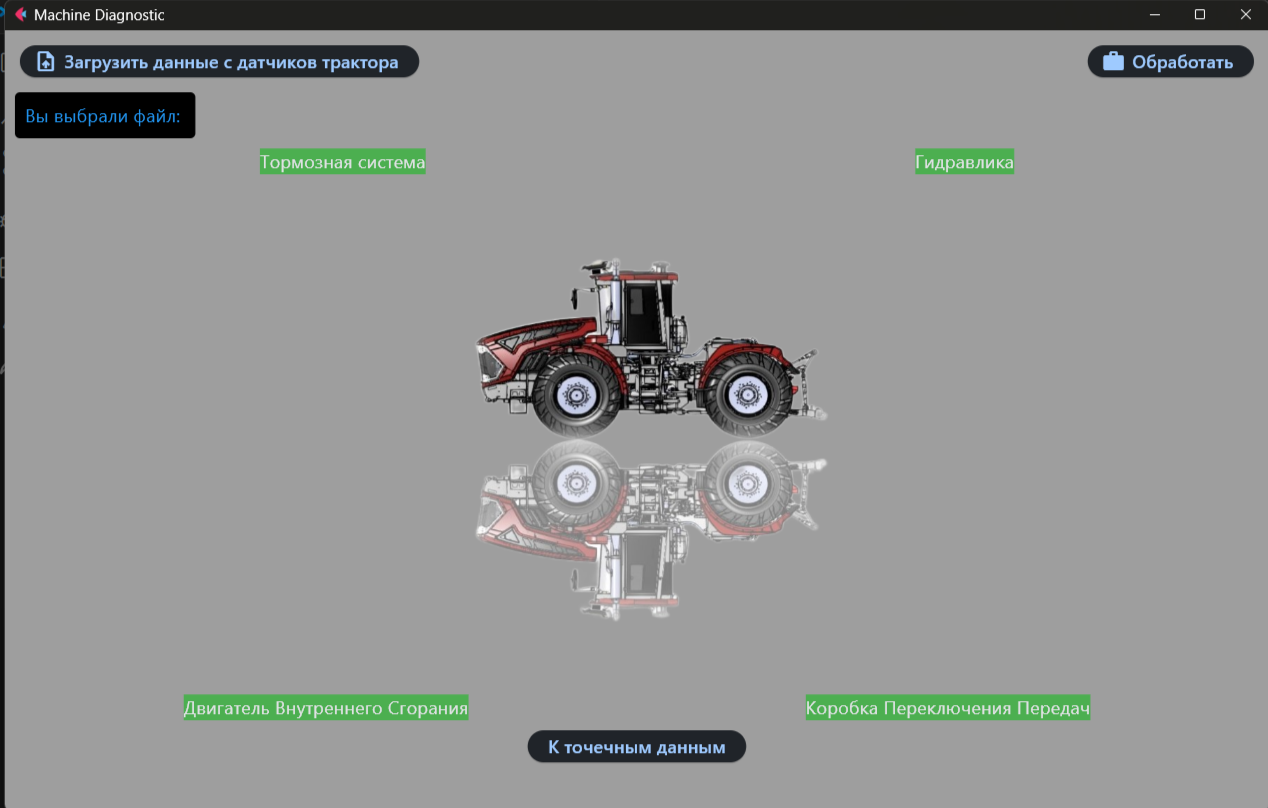 Machine Diagnostic
Загрузить данные с датчиков трактора
Обработать
Вы выбрали файл:
Тормозная система
Гидравлика
Двигатель Внутреннего Сгорания
Коробка Переключения Передач
К точечным данным